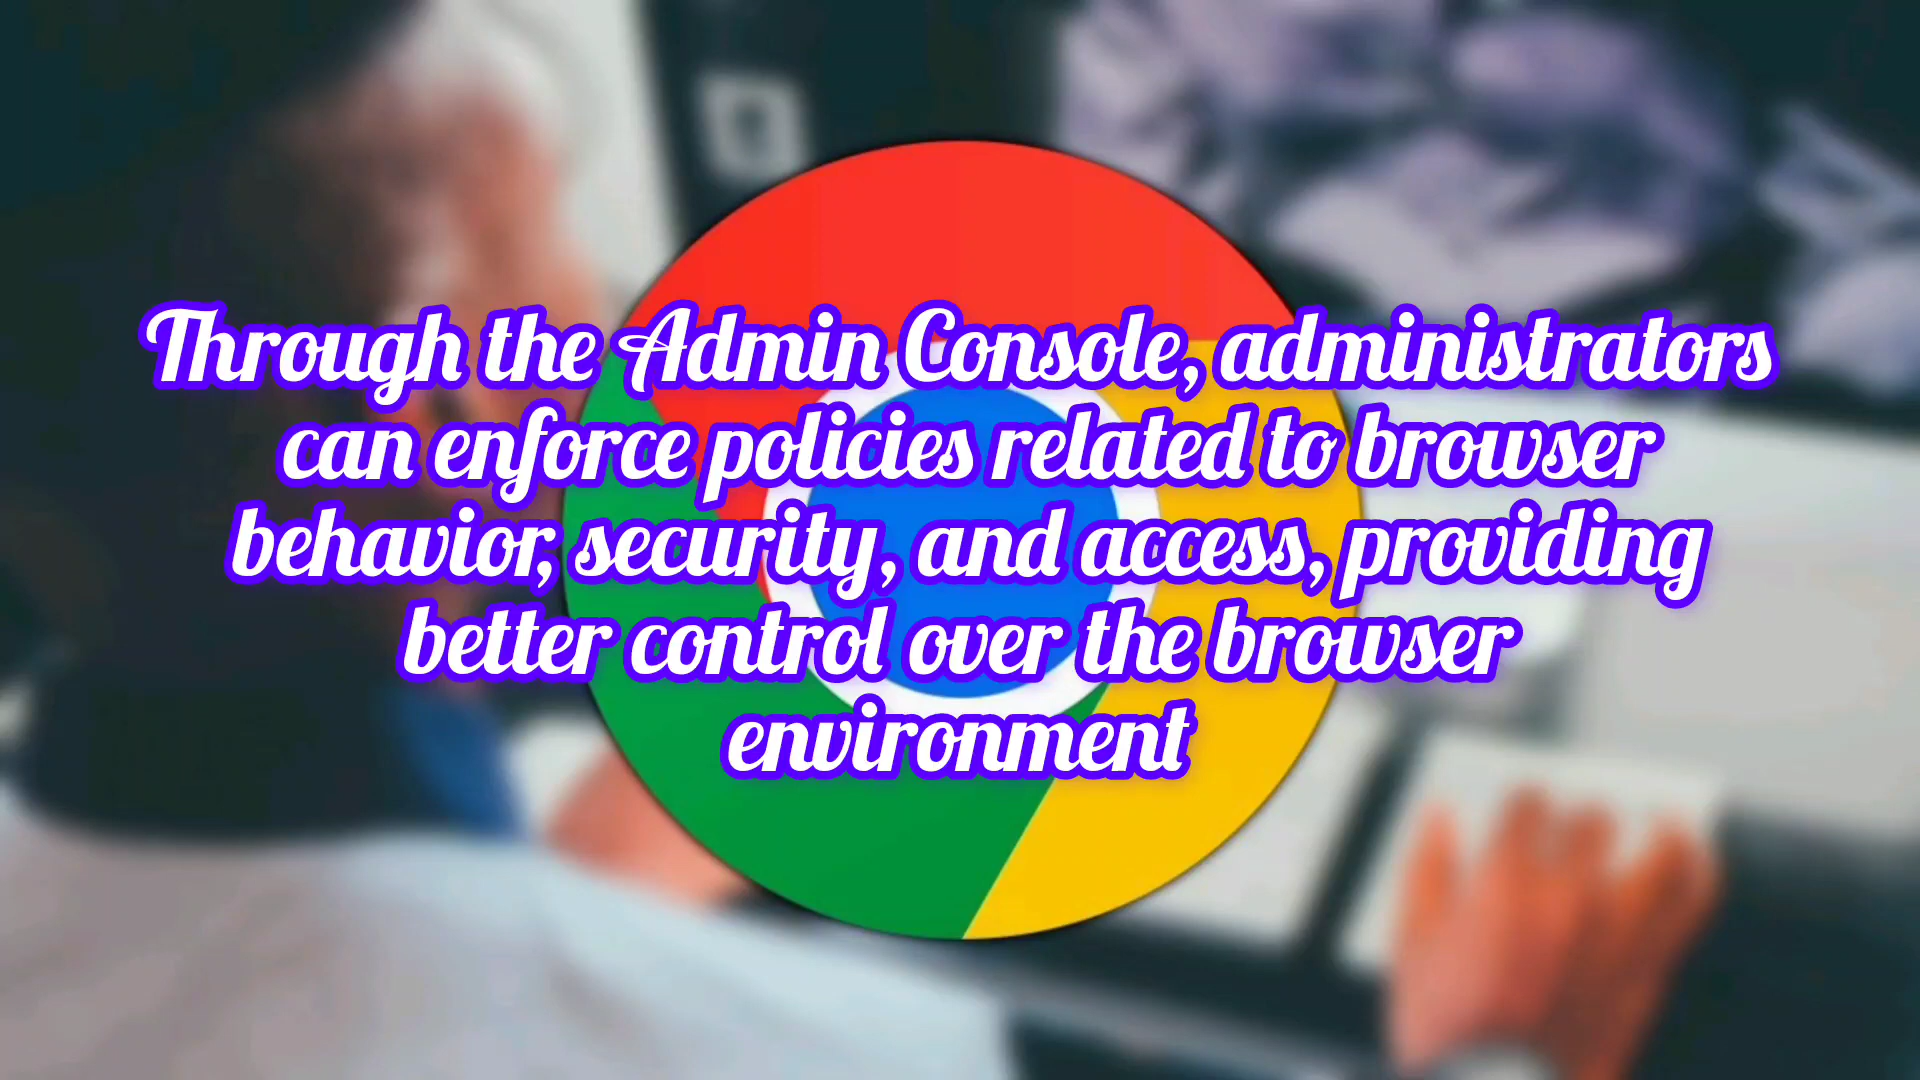 Through the Admin Console, administrators
can enforce policies related to browser
behavior, security, and access, providing
better control over the browser
environment